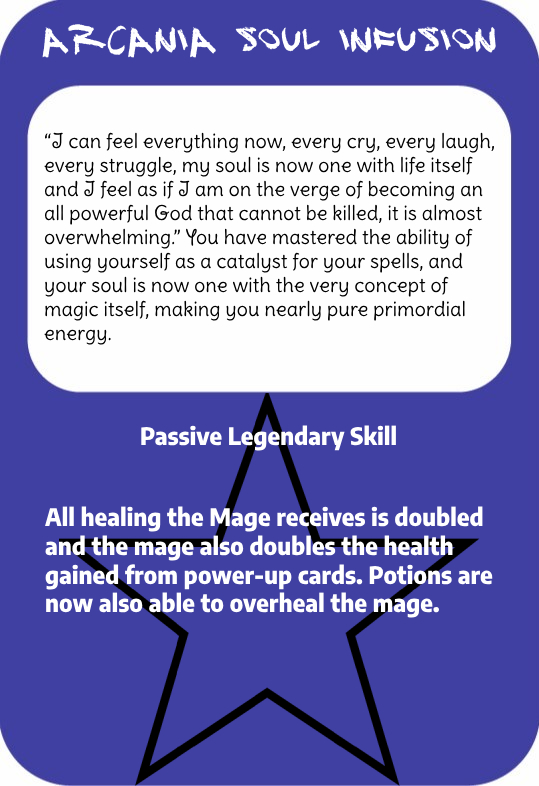 ARCANIA SOUL INFUSION
“I can feel everything now, every cry, every laugh,
every struggle, my soul is now one with life itself
and I feel as if I am on the verge of becoming an
all powerful God that cannot be killed, it is almost
overwhelming.” You have mastered the ability of
using yourself as a catalyst for your spells, and
your soul is now one with the very concept of
magic itself, making you nearly pure primordial
energy.
Passive Legendary Skill
All healing the Mage receives is doubled
and the mage also doubles the health
gained from power-up cards. Potions are
now also able to overheal the mage.